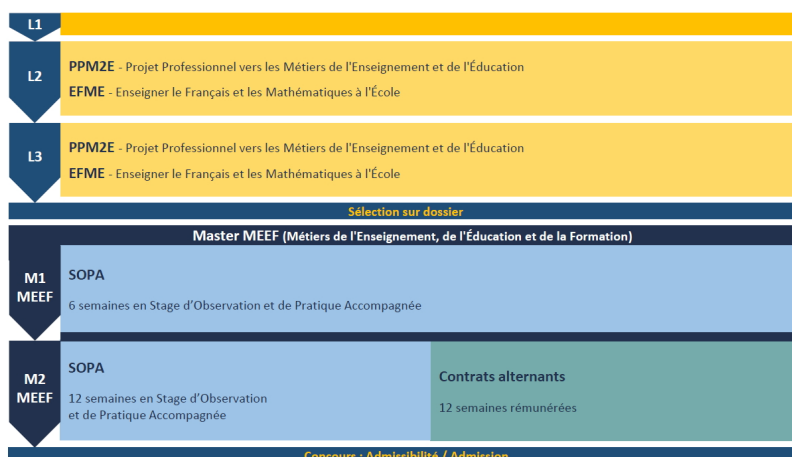 L1
L2
PPM2E - Projet Professionnel vers les Métiers de l'Enseignement et de l'Éducation
EFME - Enseigner le Français et les Mathématiques à l'École
L3
PPM2E - Projet Professionnel vers les Métiers de l'Enseignement et de l'Éducation
EFME - Enseigner le Français et les Mathématiques à l'École
Sélection sur dossier
Master MEEF (Métiers de l'Enseignement, de l'Éducation et de la Formation)
M1
MEEF
SOPA
6 semaines en Stage d'Observation et de Pratique Accompagnée
M2
MEEF
SOPA
12 semaines en Stage d'Observation
et de Pratique Accompagnée
Contrats alternants
12 semaines rémunérées
Concours : Admissibilité / Admission